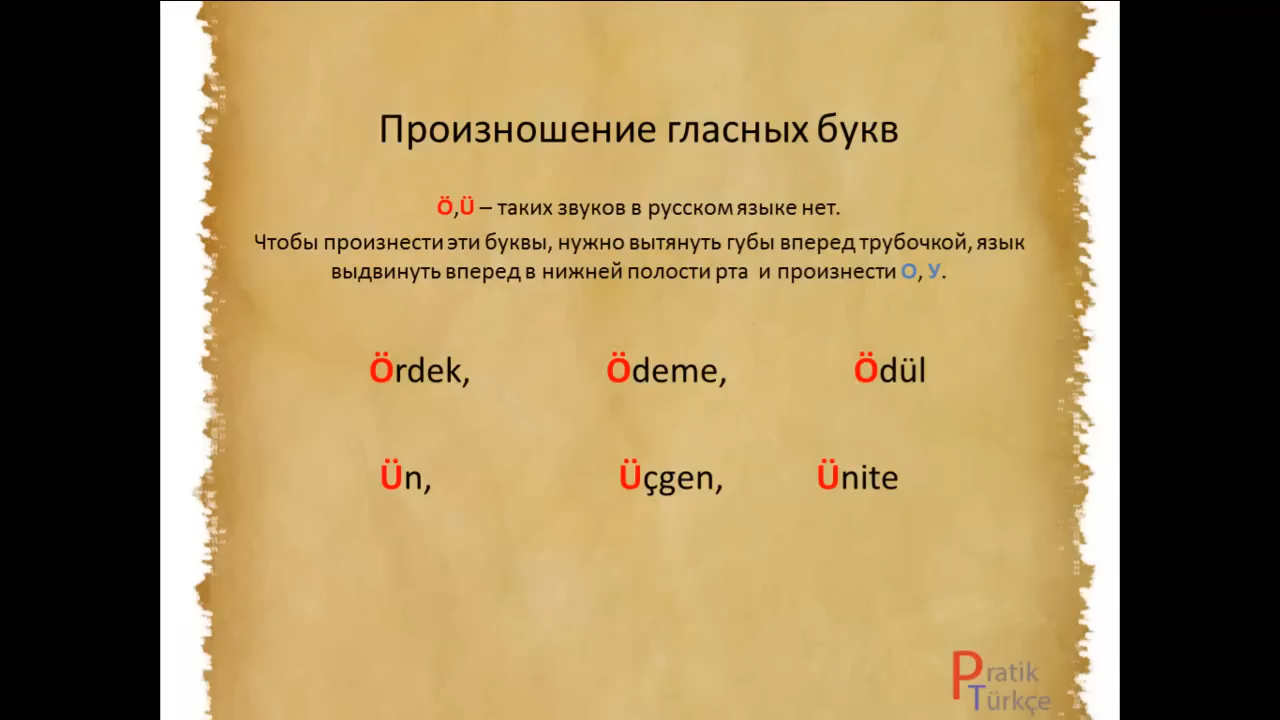 Произношение гласных букв
Ö,Ü – таких звуков в русском языке нет.
Чтобы произнести эти буквы, нужно вытянуть губы вперед трубочкой, язык
выдвинуть вперед в нижней полости рта и произнести О, У.
Ördek, Ödeme, Ödül
Ün, Üçgen, Ünite
Pratik
Türkçe